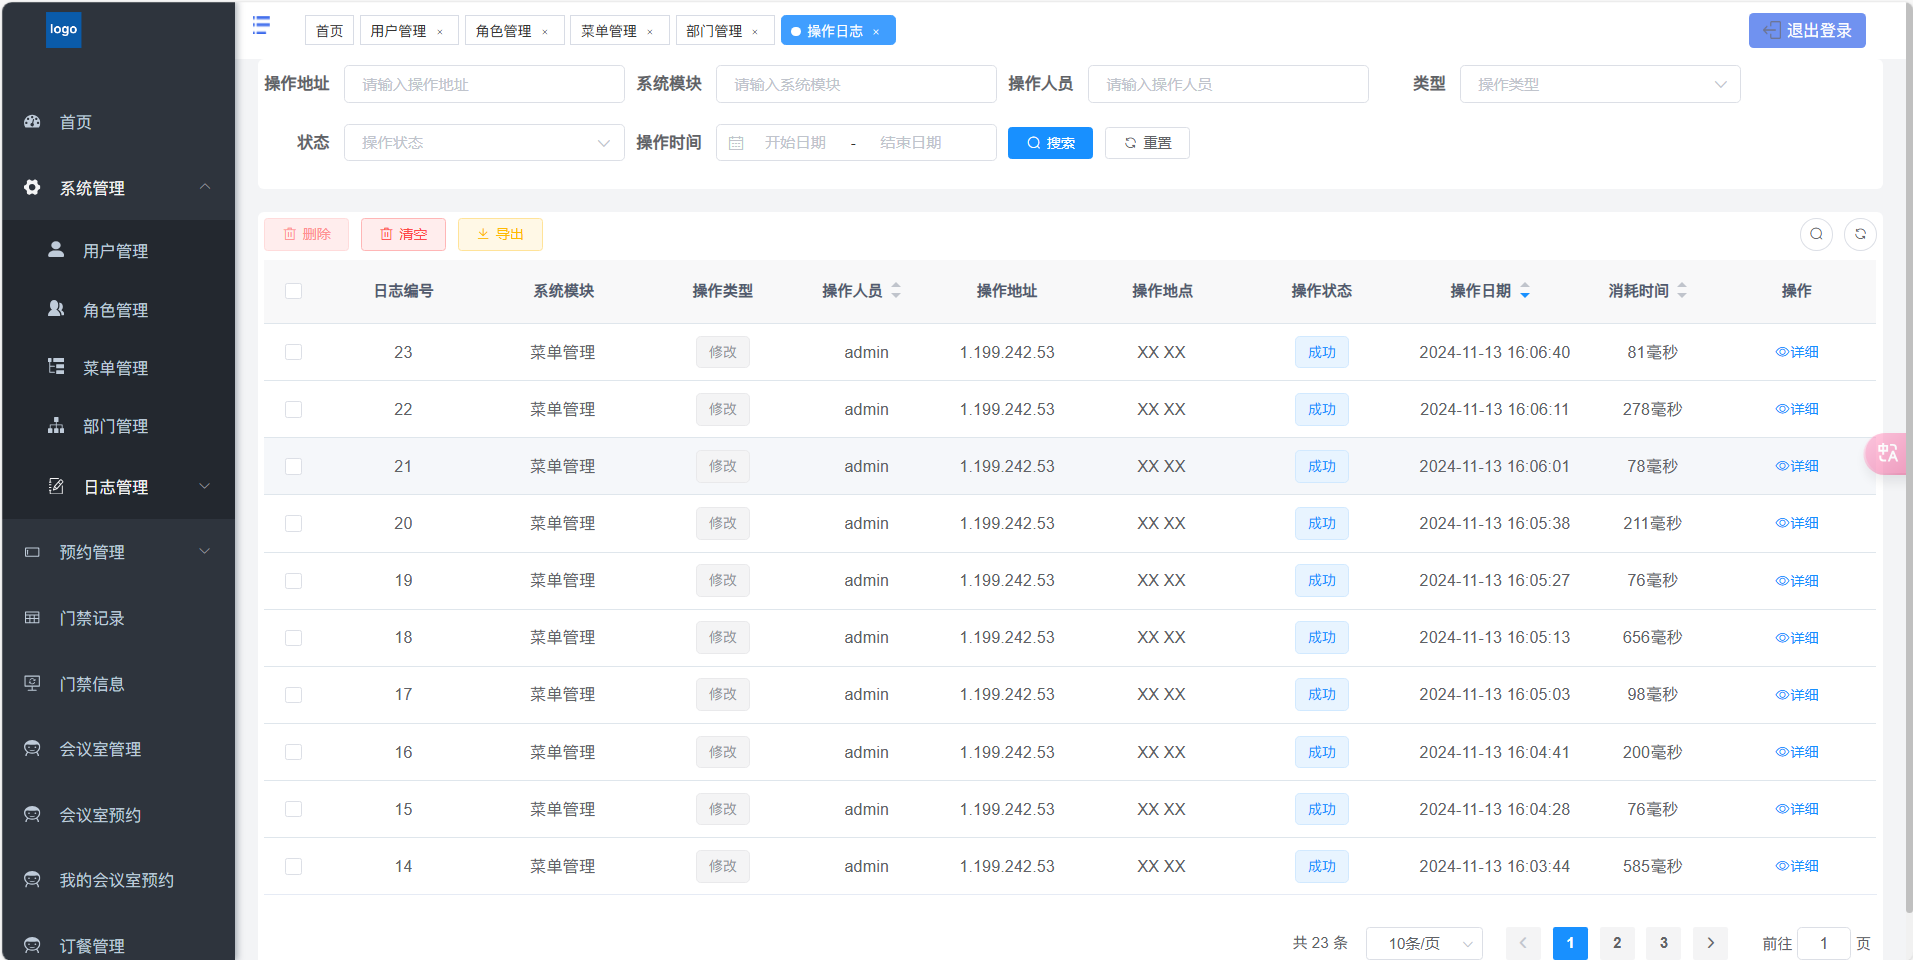 logo
首页
系统管理
用户管理
角色管理
菜单管理
部门管理
日志管理
预约管理
门禁记录
门禁信息
会议室管理
会议室预约
我的会议室预约
订餐管理
首页 用户管理 × 角色管理 × 菜单管理 × 部门管理 × 操作日志 × 退出登录
操作地址 请输入操作地址 系统模块 请输入系统模块 操作人员 请输入操作人员 类型 操作类型
状态 操作状态 操作时间 开始日期 - 结束日期 搜索 重置
删除 清空 导出
日志编号 系统模块 操作类型 操作人员 操作地址 操作地点 操作状态 操作日期 消耗时间 操作
23 菜单管理 修改 admin 1.199.242.53 XX XX 成功 2024-11-13 16:06:40 81毫秒 详细
22 菜单管理 修改 admin 1.199.242.53 XX XX 成功 2024-11-13 16:06:11 278毫秒 详细
21 菜单管理 修改 admin 1.199.242.53 XX XX 成功 2024-11-13 16:06:01 78毫秒 详细
20 菜单管理 修改 admin 1.199.242.53 XX XX 成功 2024-11-13 16:05:38 211毫秒 详细
19 菜单管理 修改 admin 1.199.242.53 XX XX 成功 2024-11-13 16:05:27 76毫秒 详细
18 菜单管理 修改 admin 1.199.242.53 XX XX 成功 2024-11-13 16:05:13 656毫秒 详细
17 菜单管理 修改 admin 1.199.242.53 XX XX 成功 2024-11-13 16:05:03 98毫秒 详细
16 菜单管理 修改 admin 1.199.242.53 XX XX 成功 2024-11-13 16:04:41 200毫秒 详细
15 菜单管理 修改 admin 1.199.242.53 XX XX 成功 2024-11-13 16:04:28 76毫秒 详细
14 菜单管理 修改 admin 1.199.242.53 XX XX 成功 2024-11-13 16:03:44 585毫秒 详细
共 23 条 10条/页 1 2 3 前往 1 页
中A